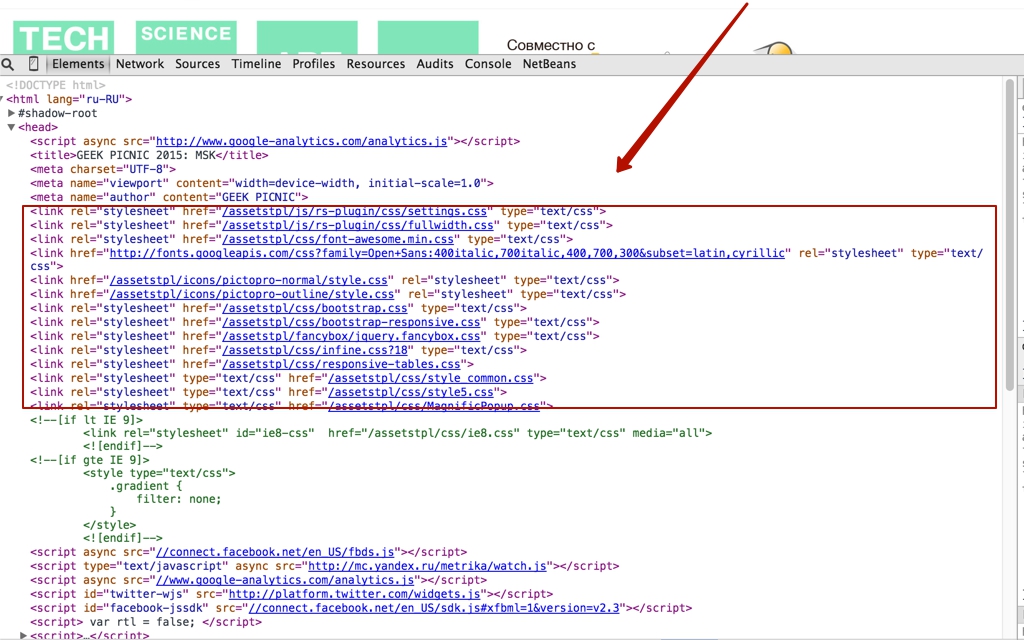 TECH
SCIENCE
ART
Совместно с
Elements Network Sources Timeline Profiles Resources Audits Console NetBeans
<!DOCTYPE html>
<html lang="ru-RU">
#shadow-root
<head>
<script async src="http://www.google-analytics.com/analytics.js"></script>
<title>GEEK PICNIC 2015: MSK</title>
<meta charset="UTF-8">
<meta name="viewport" content="width=device-width, initial-scale=1.0">
<meta name="author" content="GEEK PICNIC">
<link rel="stylesheet" href="/assetstpl/js/rs-plugin/css/settings.css" type="text/css">
<link rel="stylesheet" href="/assetstpl/js/rs-plugin/css/fullwidth.css" type="text/css">
<link rel="stylesheet" href="/assetstpl/css/font-awesome.min.css" type="text/css">
<link href="http://fonts.googleapis.com/css?family=Open+Sans:400italic,700italic,400,700,300&subset=latin,cyrillic" rel="stylesheet" type="text/
css">
<link href="/assetstpl/icons/pictopro-normal/style.css" rel="stylesheet" type="text/css">
<link href="/assetstpl/icons/pictopro-outline/style.css" rel="stylesheet" type="text/css">
<link rel="stylesheet" href="/assetstpl/css/bootstrap.css" type="text/css">
<link rel="stylesheet" href="/assetstpl/css/bootstrap-responsive.css" type="text/css">
<link rel="stylesheet" href="/assetstpl/fancybox/jquery.fancybox.css" type="text/css">
<link rel="stylesheet" href="/assetstpl/css/infine.css?18" type="text/css">
<link rel="stylesheet" href="/assetstpl/css/responsive-tables.css">
<link rel="stylesheet" type="text/css" href="/assetstpl/css/style_common.css">
<link rel="stylesheet" type="text/css" href="/assetstpl/css/style5.css">
<link rel="stylesheet" type="text/css" href="/assetstpl/css/MagnificPopup.css">
<!--[if lt IE 9]>
<link rel="stylesheet" id="ie8-css"  href="/assetstpl/css/ie8.css" type="text/css" media="all">
<![endif]-->
<!--[if gte IE 9]>
<style type="text/css">
.gradient {
filter: none;
}
</style>
<![endif]-->
<script async src="//connect.facebook.net/en_US/fbds.js"></script>
<script type="text/javascript" async src="http://mc.yandex.ru/metrika/watch.js"></script>
<script async src="//www.google-analytics.com/analytics.js"></script>
<script id="twitter-wjs" src="http://platform.twitter.com/widgets.js"></script>
<script id="facebook-jssdk" src="//connect.facebook.net/en_US/sdk.js#xfbml=1&version=v2.3"></script>
<script> var rtl = false; </script>
<script>…</script>